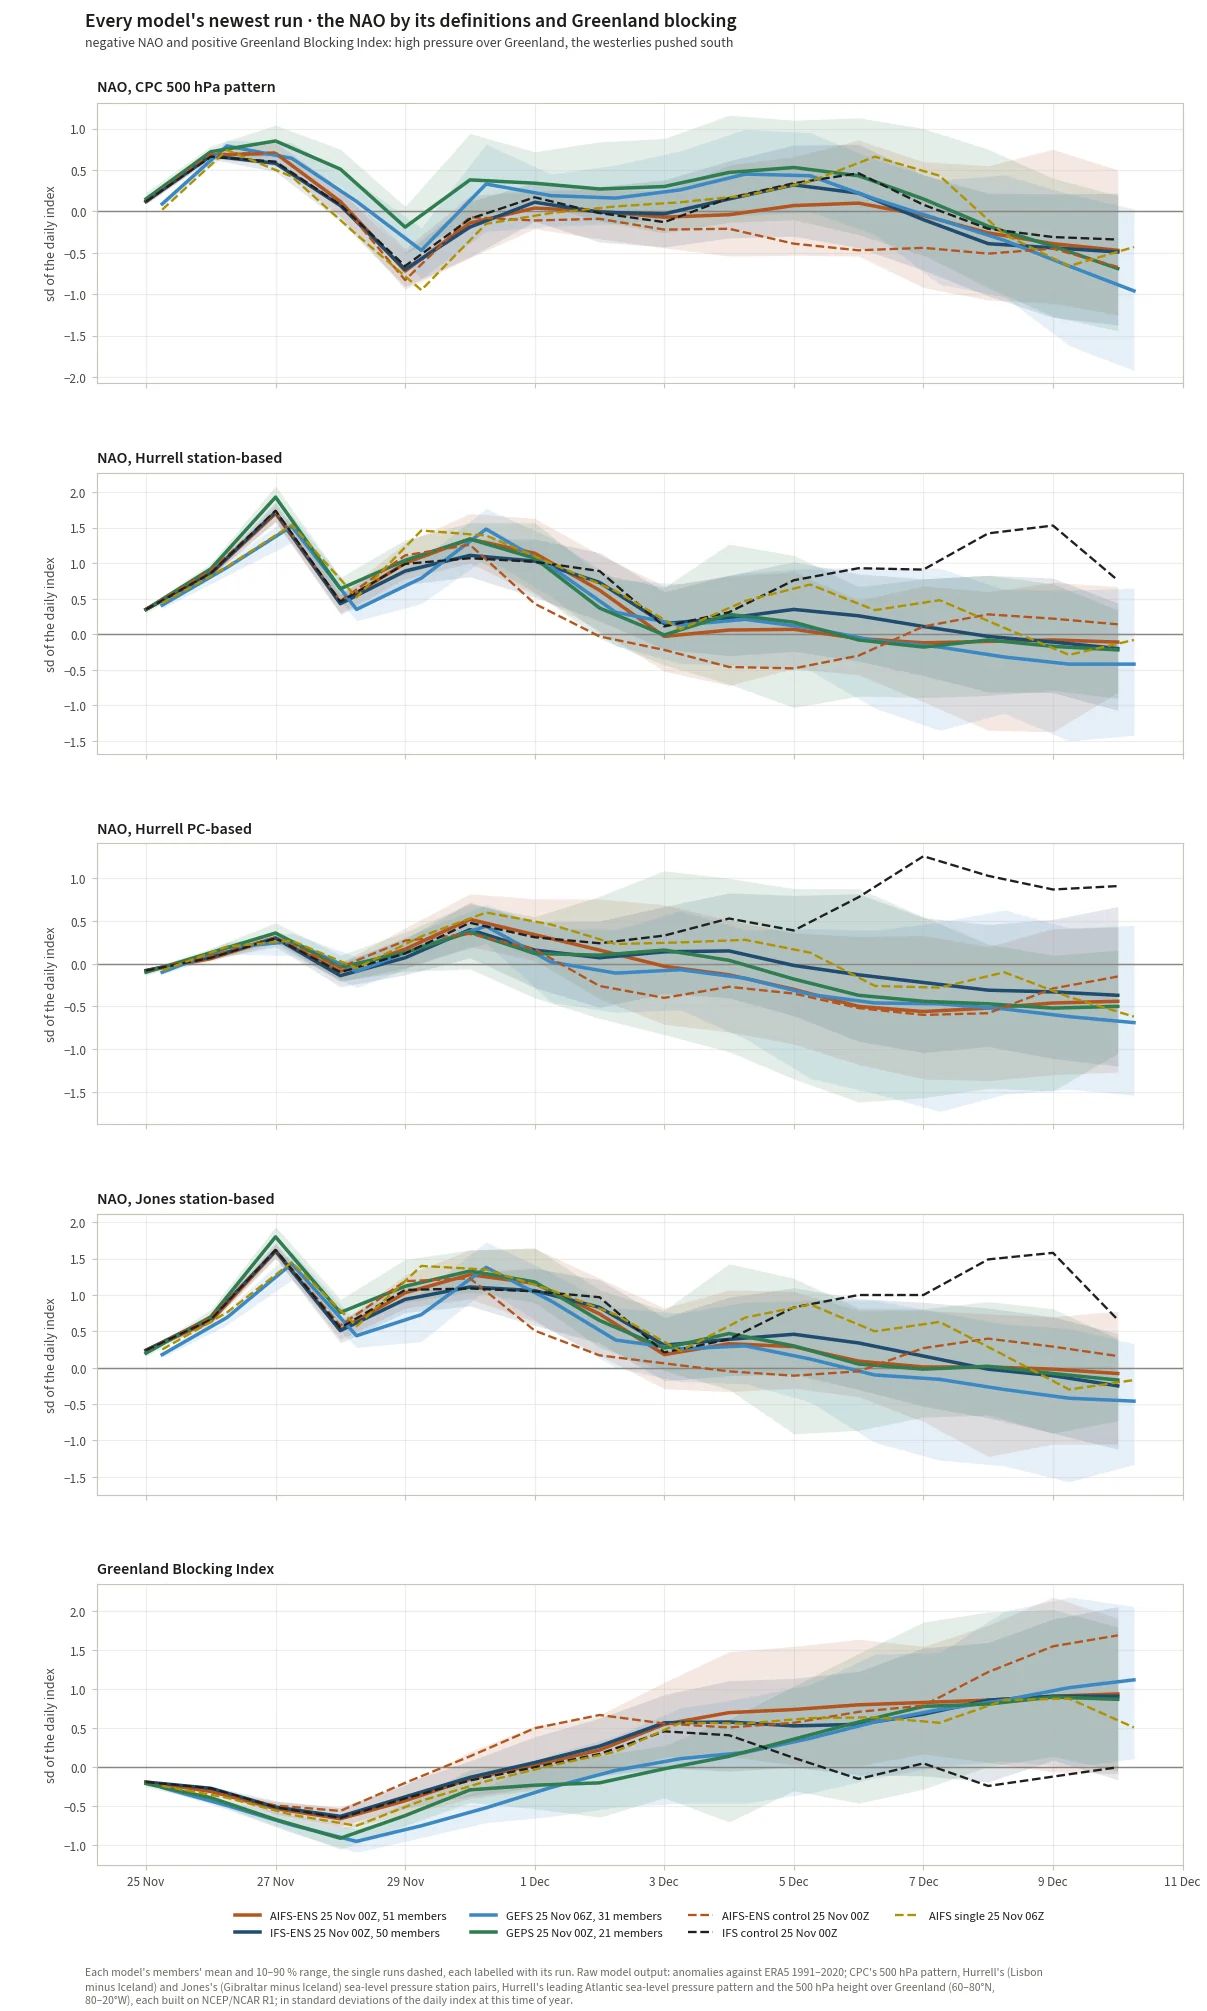 Every model's newest run · the NAO by its definitions and Greenland blocking
negative NAO and positive Greenland Blocking Index: high pressure over Greenland, the westerlies pushed south
NAO, CPC 500 hPa pattern
sd of the daily index
1.0
0.5
0.0
−0.5
−1.0
−1.5
−2.0
NAO, Hurrell station-based
sd of the daily index
2.0
1.5
1.0
0.5
0.0
−0.5
−1.0
−1.5
NAO, Hurrell PC-based
sd of the daily index
1.0
0.5
0.0
−0.5
−1.0
−1.5
NAO, Jones station-based
sd of the daily index
2.0
1.5
1.0
0.5
0.0
−0.5
−1.0
−1.5
Greenland Blocking Index
sd of the daily index
2.0
1.5
1.0
0.5
0.0
−0.5
−1.0
25 Nov 27 Nov 29 Nov 1 Dec 3 Dec 5 Dec 7 Dec 9 Dec 11 Dec
AIFS-ENS 25 Nov 00Z, 51 members GEFS 25 Nov 06Z, 31 members AIFS-ENS control 25 Nov 00Z AIFS single 25 Nov 06Z
IFS-ENS 25 Nov 00Z, 50 members GEPS 25 Nov 00Z, 21 members IFS control 25 Nov 00Z
Each model's members' mean and 10–90 % range, the single runs dashed, each labelled with its run. Raw model output: anomalies against ERA5 1991–2020; CPC's 500 hPa pattern, Hurrell's (Lisbon
minus Iceland) and Jones's (Gibraltar minus Iceland) sea-level pressure station pairs, Hurrell's leading Atlantic sea-level pressure pattern and the 500 hPa height over Greenland (60–80°N,
80–20°W), each built on NCEP/NCAR R1; in standard deviations of the daily index at this time of year.